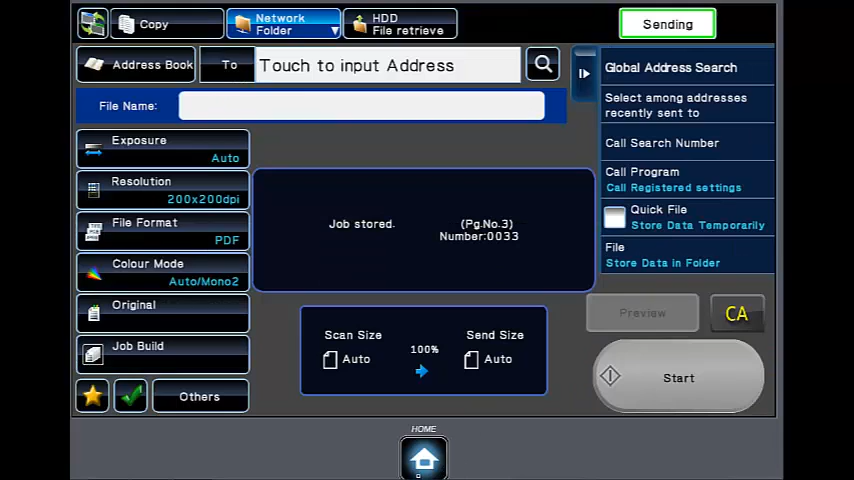 Copy
Network
Folder
HDD
File retrieve
Sending
Address Book
To
Touch to input Address
Global Address Search
File Name:
Select among addresses
recently sent to
Exposure
Auto
Call Search Number
Resolution
200x200dpi
Call Program
Call Registered settings
File Format
PDF
Job stored.
(Pg.No.3)
Number:0033
Quick File
Store Data Temporarily
Colour Mode
Auto/Mono2
File
Store Data in Folder
Original
Preview
CA
Scan Size
Send Size
Auto
100%
Auto
Job Build
Start
Others
HOME